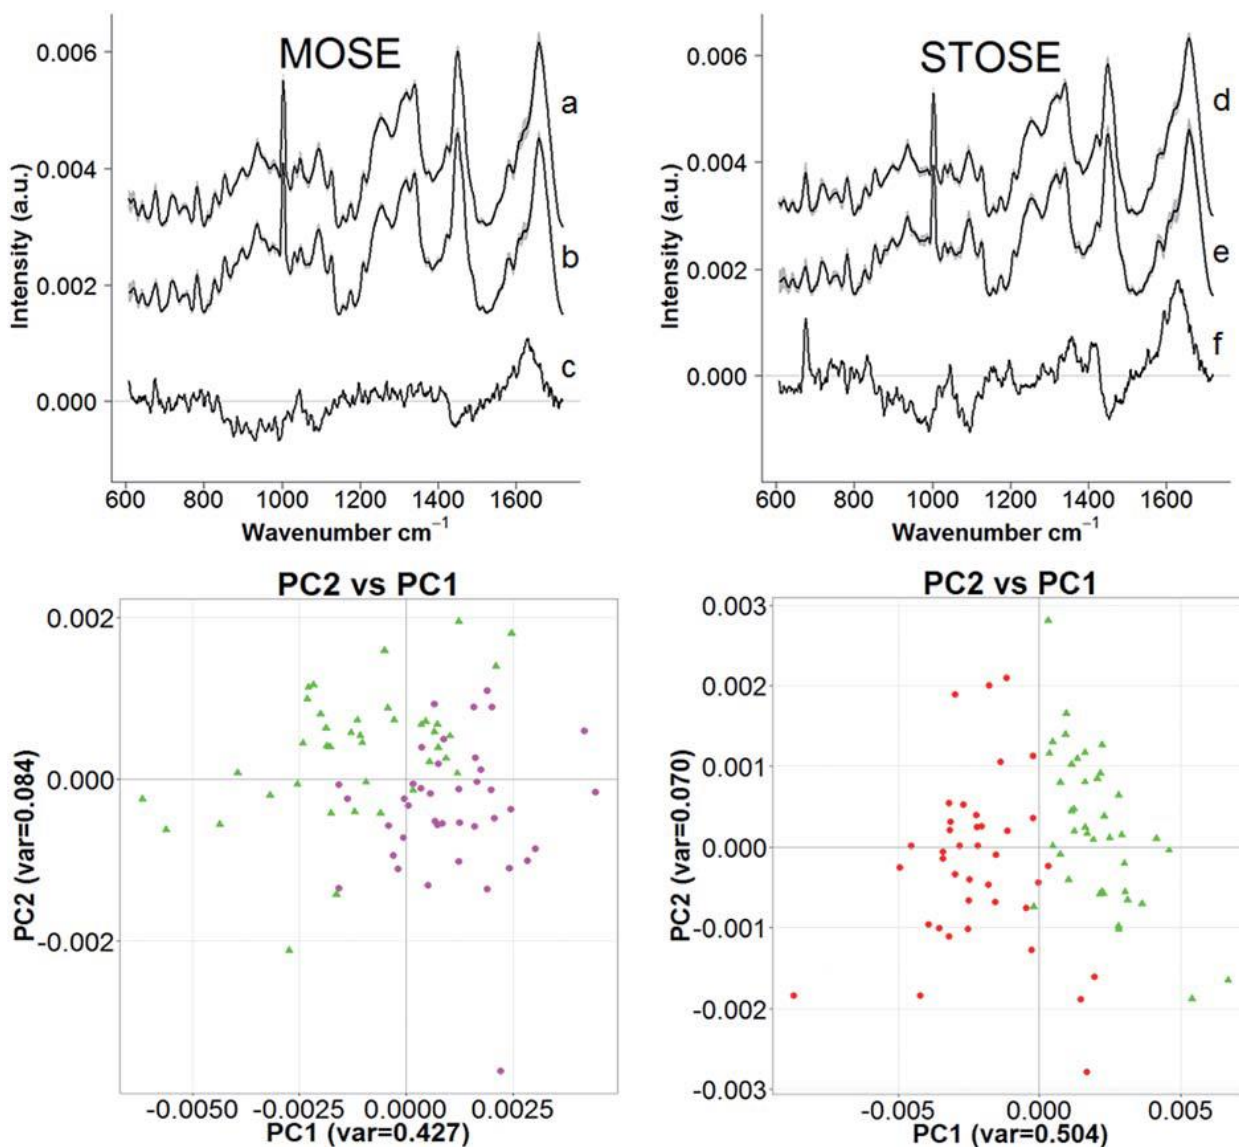 MOSE
0.006
0.004
0.002
0.000
Intensity (a.u.)
a
b
c
600 800 1000 1200 1400 1600
Wavenumber cm⁻¹
STOSE
0.006
0.004
0.002
0.000
Intensity (a.u.)
d
e
f
600 800 1000 1200 1400 1600
Wavenumber cm⁻¹
PC2 vs PC1
0.002
0.000
-0.002
PC2 (var=0.084)
-0.0050 -0.0025 0.0000 0.0025
PC1 (var=0.427)
PC2 vs PC1
0.003
0.002
0.001
0.000
-0.001
-0.002
-0.003
PC2 (var=0.070)
-0.005 0.000 0.005
PC1 (var=0.504)